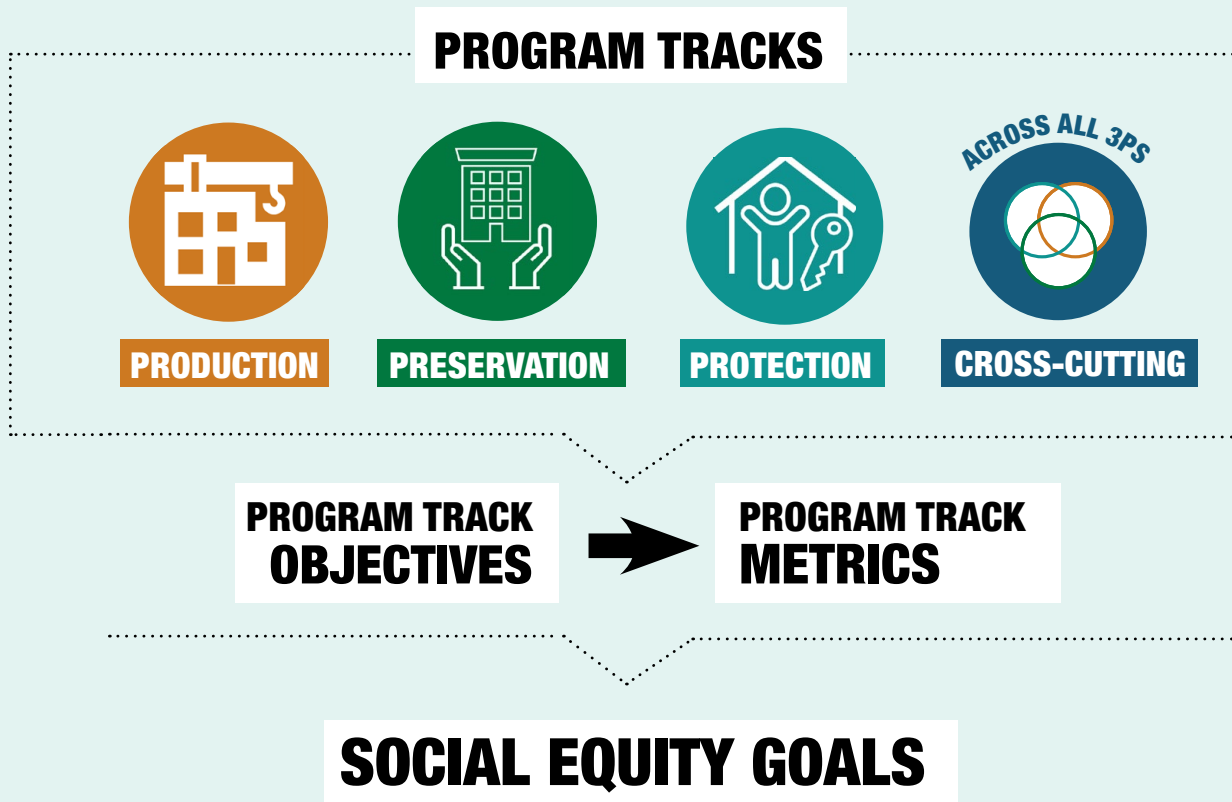 PROGRAM TRACKS
ACROSS ALL 3PS
PRODUCTION
PRESERVATION
PROTECTION
CROSS-CUTTING
PROGRAM TRACK
OBJECTIVES
PROGRAM TRACK
METRICS
SOCIAL EQUITY GOALS